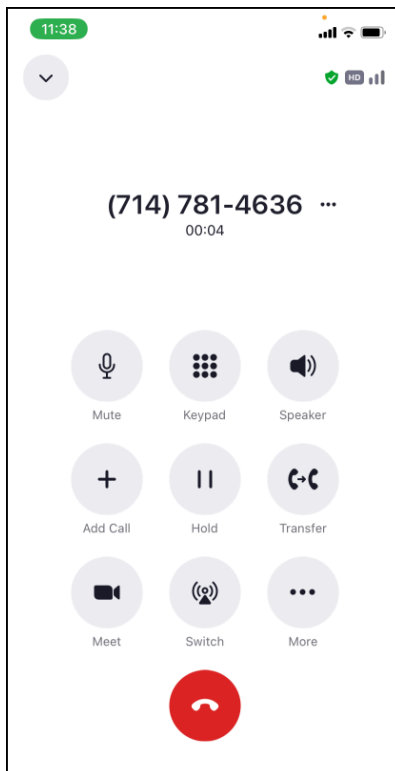 11:38
HD
(714) 781-4636 ...
00:04
Mute Keypad Speaker
Add Call Hold Transfer
Meet Switch More